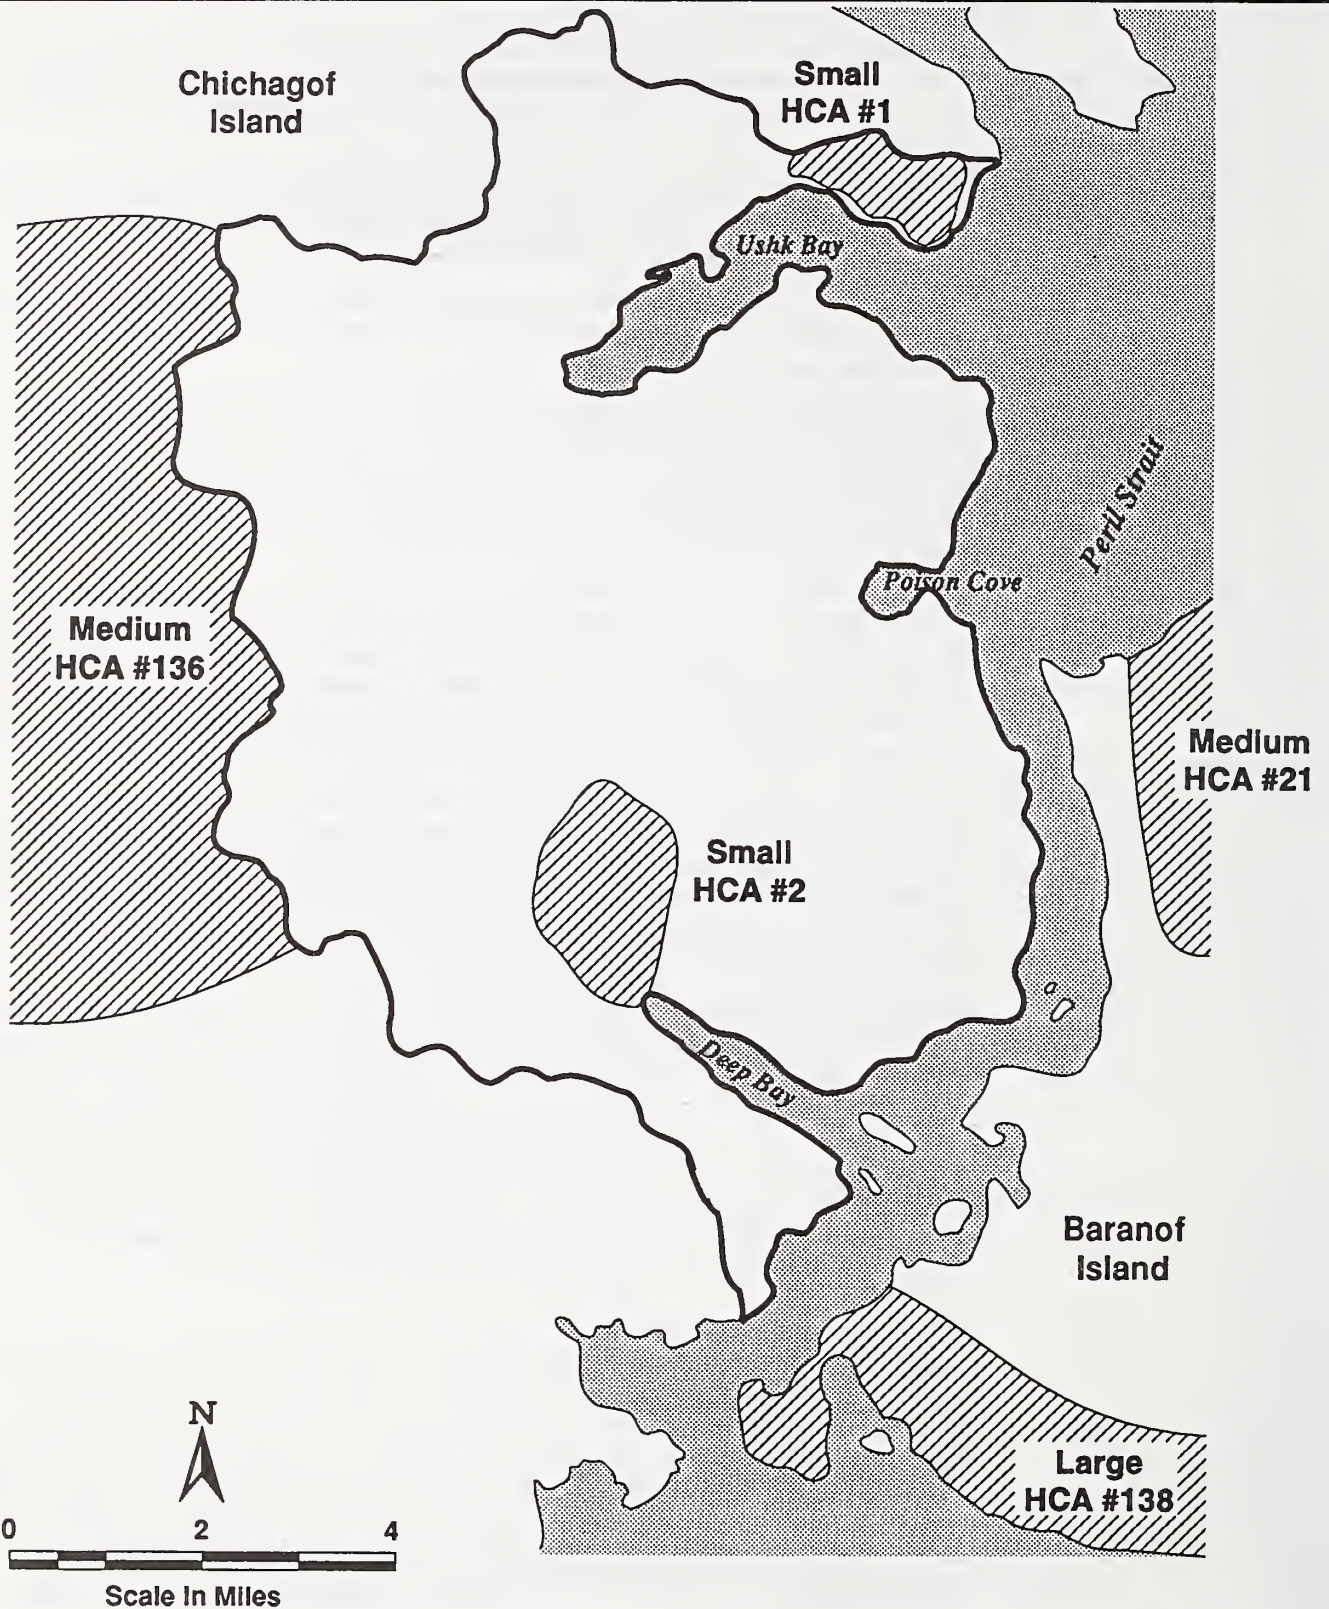 Chichagof
Island
Small
HCA #1
Ushk Bay
Peril Strait
Poison Cove
Medium
HCA #136
Medium
HCA #21
Small
HCA #2
Deep Bay
Baranof
Island
Large
HCA #138
N
0 2 4
Scale In Miles